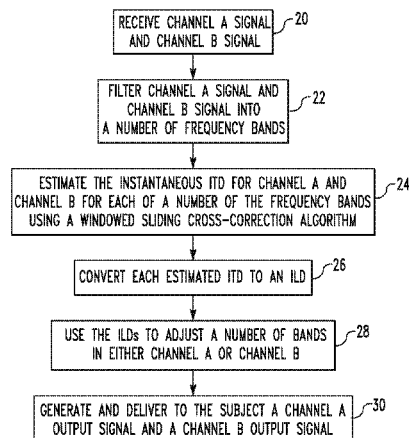 RECEIVE CHANNEL A SIGNAL
AND CHANNEL B SIGNAL
20
FILTER CHANNEL A SIGNAL AND
CHANNEL B SIGNAL INTO
A NUMBER OF FREQUENCY BANDS
22
ESTIMATE THE INSTANTANEOUS ITD FOR CHANNEL A AND
CHANNEL B FOR EACH OF A NUMBER OF THE FREQUENCY BANDS
USING A WINDOWED SLIDING CROSS-CORRECTION ALGORITHM
24
CONVERT EACH ESTIMATED ITD TO AN ILD
26
USE THE ILDs TO ADJUST A NUMBER OF BANDS
IN EITHER CHANNEL A OR CHANNEL B
28
GENERATE AND DELIVER TO THE SUBJECT A CHANNEL A
OUTPUT SIGNAL AND A CHANNEL B OUTPUT SIGNAL
30